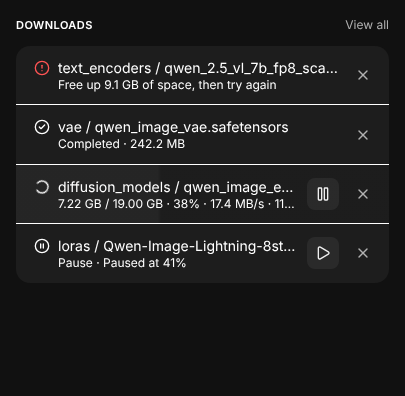 DOWNLOADS
View all
text_encoders / qwen_2.5_vl_7b_fp8_sca...
Free up 9.1 GB of space, then try again
vae / qwen_image_vae.safetensors
Completed · 242.2 MB
diffusion_models / qwen_image_e...
7.22 GB / 19.00 GB · 38% · 17.4 MB/s · 11...
loras / Qwen-Image-Lightning-8st...
Pause · Paused at 41%